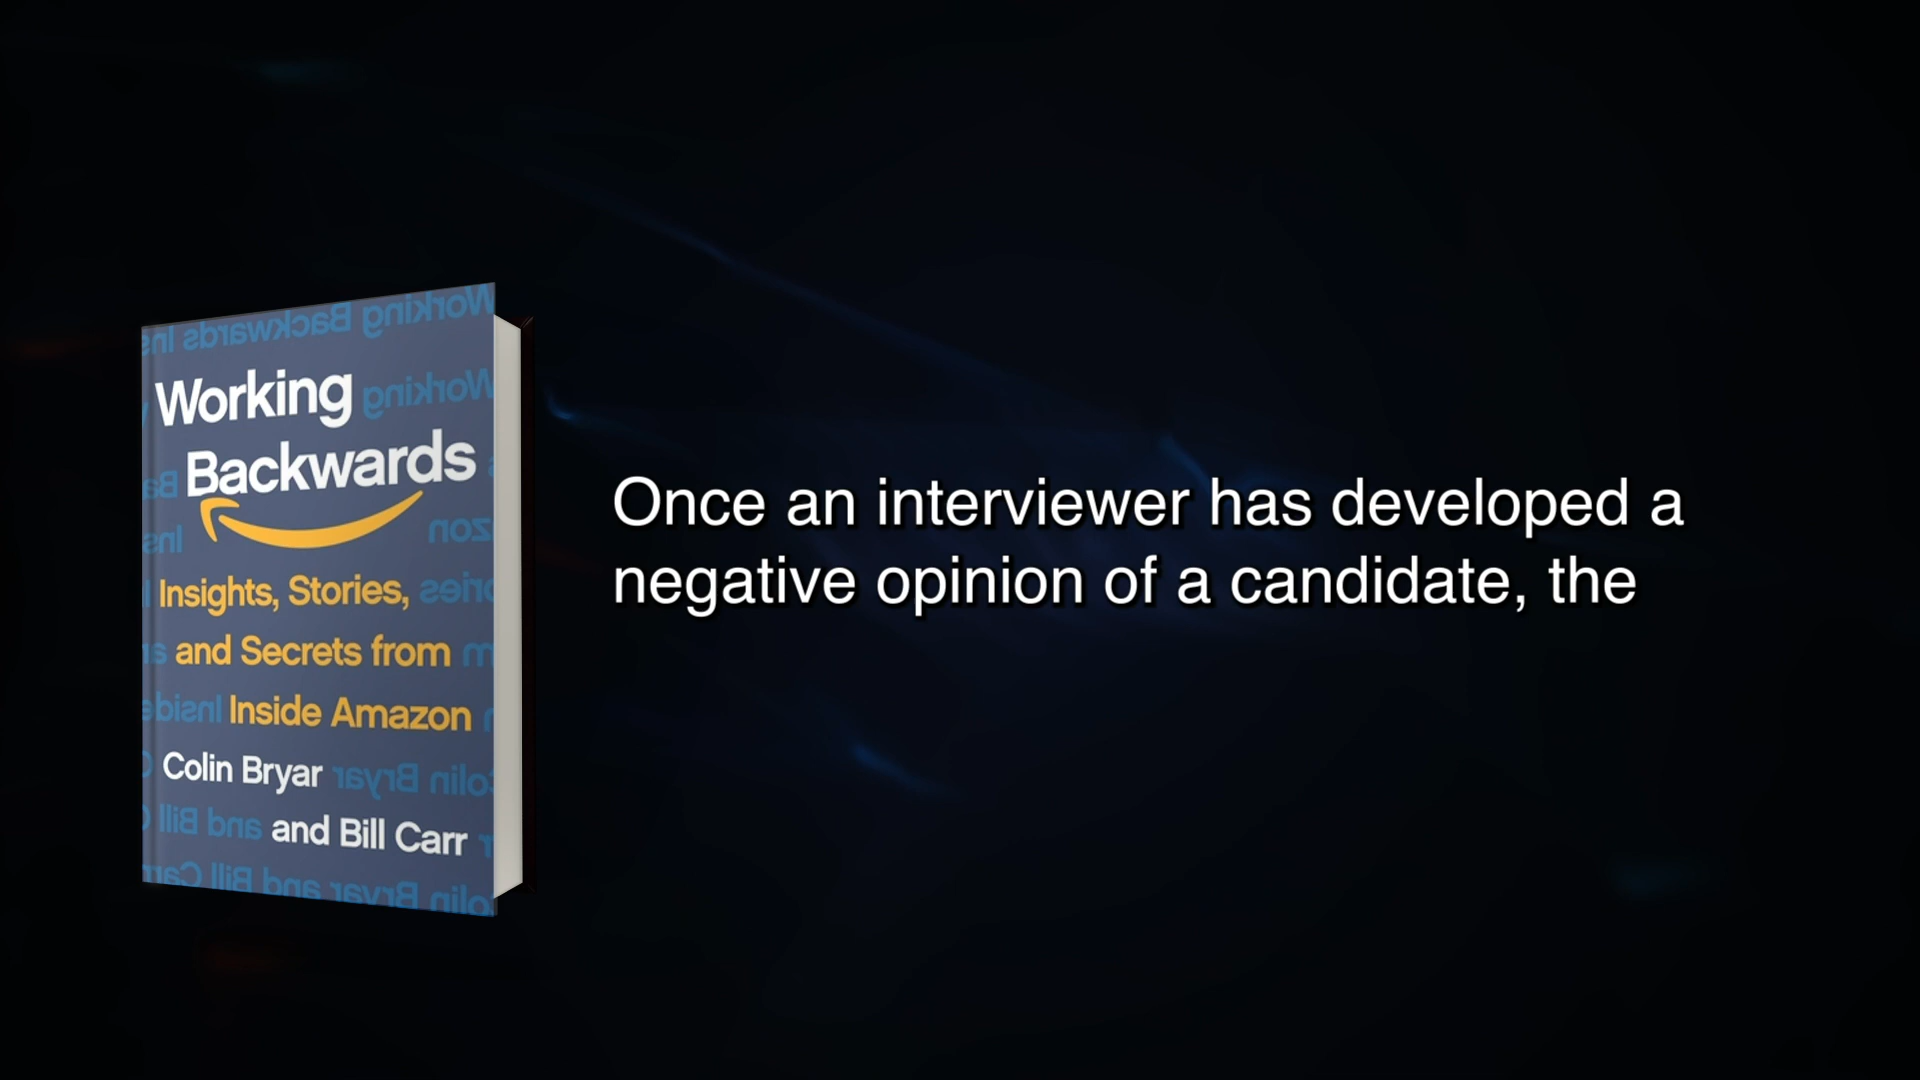 Working
Backwards
Insights, Stories,
and Secrets from
Inside Amazon
Colin Bryar
and Bill Carr
Once an interviewer has developed a
negative opinion of a candidate, the